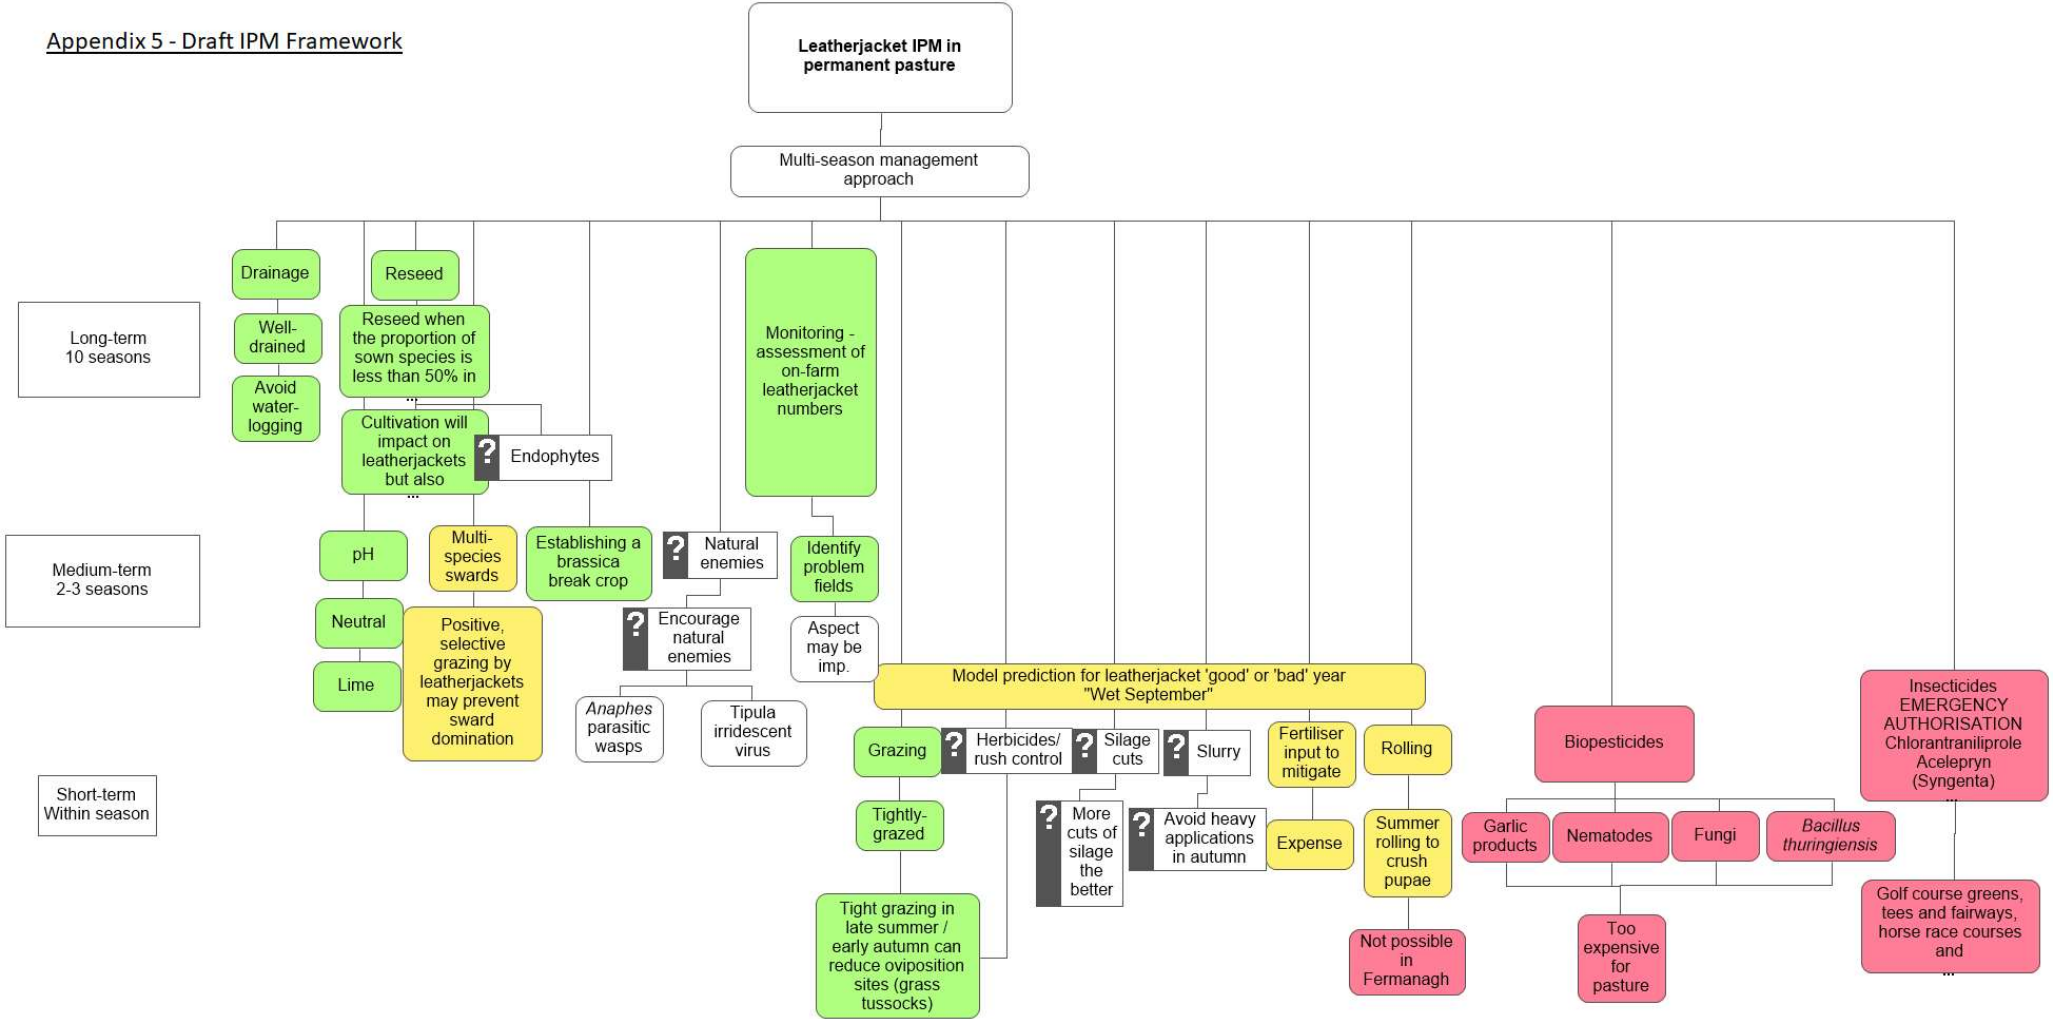 Appendix 5 - Draft IPM Framework
Leatherjacket IPM in
permanent pasture
Multi-season management
approach
Long-term
10 seasons
Medium-term
2-3 seasons
Short-term
Within season
Drainage
Well-
drained
Avoid
water-
logging
Reseed
Reseed when
the proportion of
sown species is
less than 50% in
...
Cultivation will
impact on
leatherjackets
but also
...
?
Endophytes
pH
Neutral
Lime
Multi-
species
swards
Positive,
selective
grazing by
leatherjackets
may prevent
sward
domination
Establishing a
brassica
break crop
?
Natural
enemies
?
Encourage
natural
enemies
Anaphes
parasitic
wasps
Tipula
irridescent
virus
Monitoring -
assessment of
on-farm
leatherjacket
numbers
Identify
problem
fields
Aspect
may be
imp.
Model prediction for leatherjacket 'good' or 'bad' year
"Wet September"
Grazing
Tightly-
grazed
Tight grazing in
late summer /
early autumn can
reduce oviposition
sites (grass
tussocks)
?
Herbicides/
rush control
?
Silage
cuts
?
More
cuts of
silage
the
better
?
Slurry
?
Avoid heavy
applications
in autumn
Fertiliser
input to
mitigate
Expense
Rolling
Summer
rolling to
crush
pupae
Not possible
in
Fermanagh
Biopesticides
Garlic
products
Nematodes
Fungi
Bacillus
thuringiensis
Too
expensive
for
pasture
Insecticides
EMERGENCY
AUTHORISATION
Chlorantraniliprole
Acelepryn
(Syngenta)
...
Golf course greens,
tees and fairways,
horse race courses
and
...